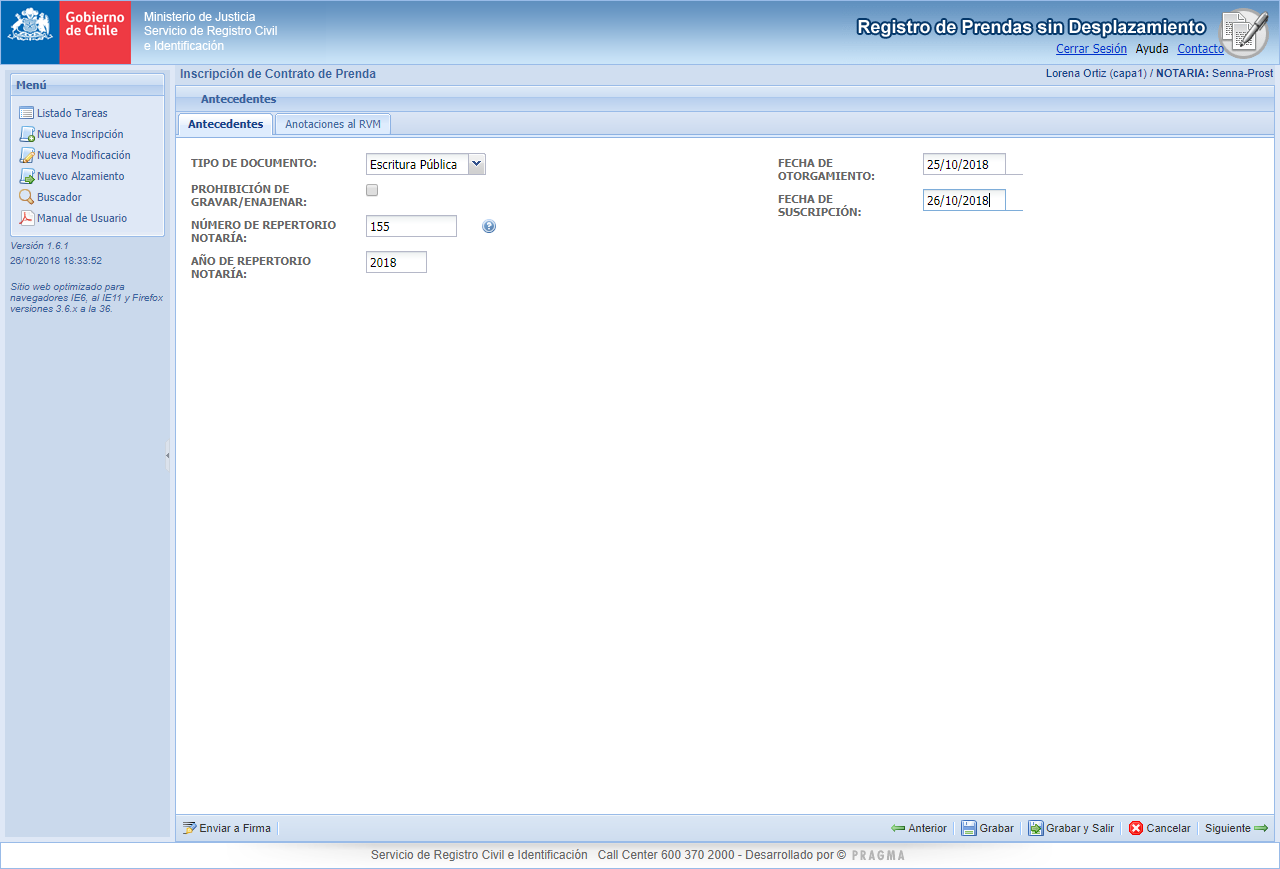 Gobierno
de Chile
Ministerio de Justicia
Servicio de Registro Civil
e Identificación
Registro de Prendas sin Desplazamiento
Cerrar Sesión Ayuda Contacto
Menú
Listado Tareas
Nueva Inscripción
Nueva Modificación
Nuevo Alzamiento
Buscador
Manual de Usuario
Versión 1.6.1
26/10/2018 18:33:52
Sitio web optimizado para
navegadores IE6, al IE11 y Firefox
versiones 3.6.x a la 36.
Inscripción de Contrato de Prenda
Lorena Ortiz (capa1) / NOTARIA: Senna-Prost
Antecedentes
Antecedentes Anotaciones al RVM
TIPO DE DOCUMENTO: Escritura Pública
PROHIBICIÓN DE
GRAVAR/ENAJENAR:
NÚMERO DE REPERTORIO
NOTARÍA:
155
AÑO DE REPERTORIO
NOTARÍA:
2018
FECHA DE
OTORGAMIENTO:
25/10/2018
FECHA DE
SUSCRIPCIÓN:
26/10/2018
Enviar a Firma
Anterior Grabar Grabar y Salir Cancelar Siguiente
Servicio de Registro Civil e Identificación Call Center 600 370 2000 - Desarrollado por © PRAGMA